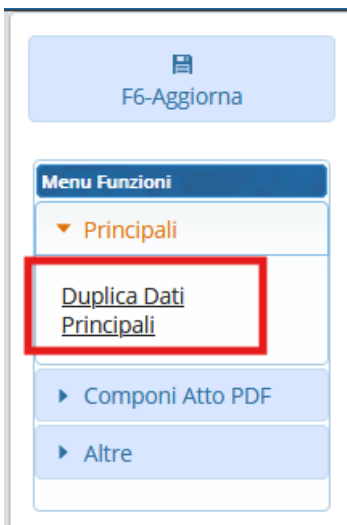 F6-Aggiorna
Menu Funzioni
Principali
Duplica Dati
Principali
Componi Atto PDF
Altre